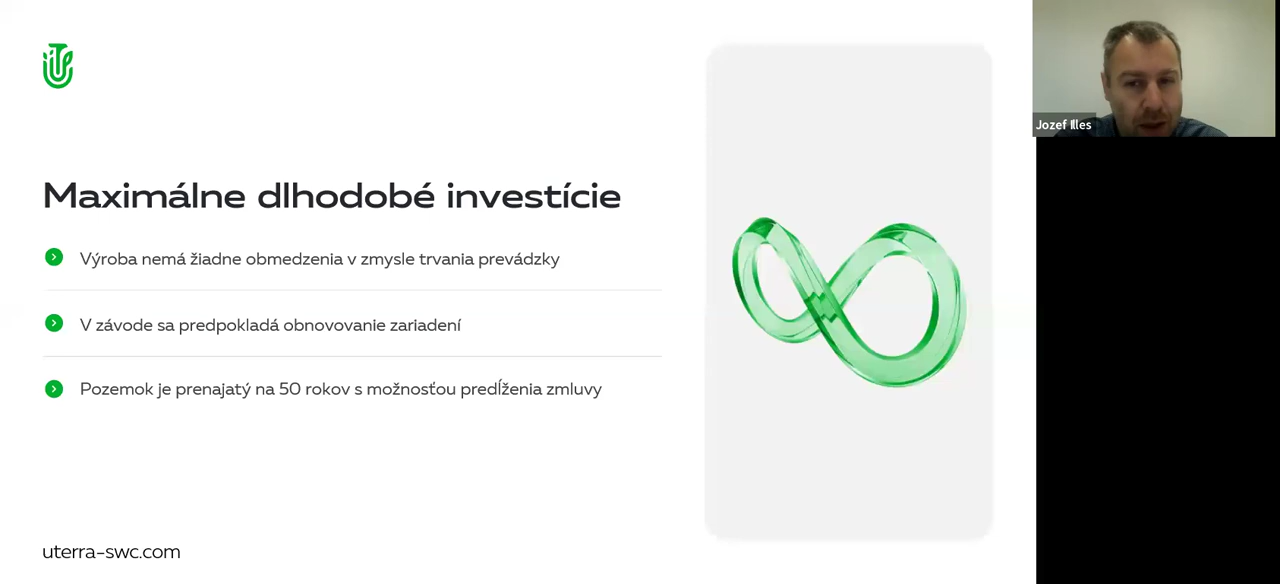 Maximálne dlhodobé investície
Výroba nemá žiadne obmedzenia v zmysle trvania prevádzky
V závode sa predpokladá obnovovanie zariadení
Pozemok je prenajatý na 50 rokov s možnosťou predĺženia zmluvy
uterra-swc.com
Jozef Illes